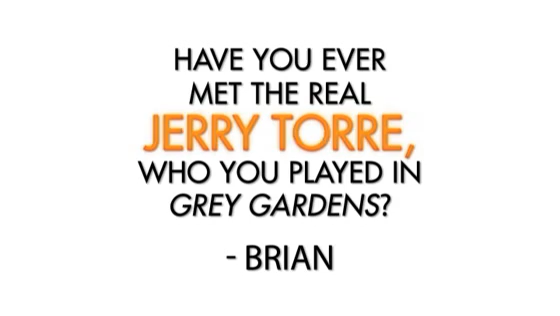 HAVE YOU EVER
MET THE REAL
JERRY TORRE,
WHO YOU PLAYED IN
GREY GARDENS?
- BRIAN